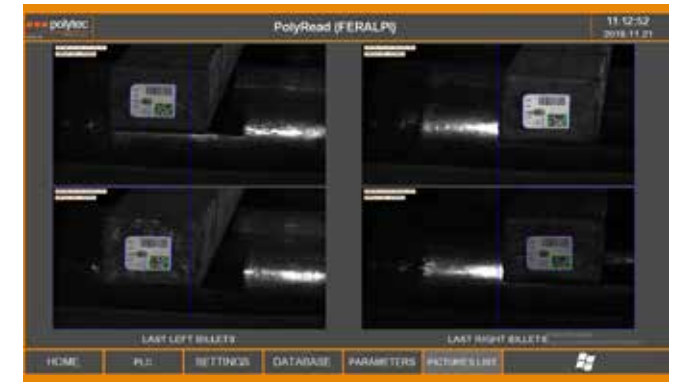 polytec
PolyRead (FERALPI)
11:12:52
2016.11.21
LAST LEFT BILLETS
LAST RIGHT BILLETS
HOME
PLC
SETTINGS
DATABASE
PARAMETERS
PICTURES LIST